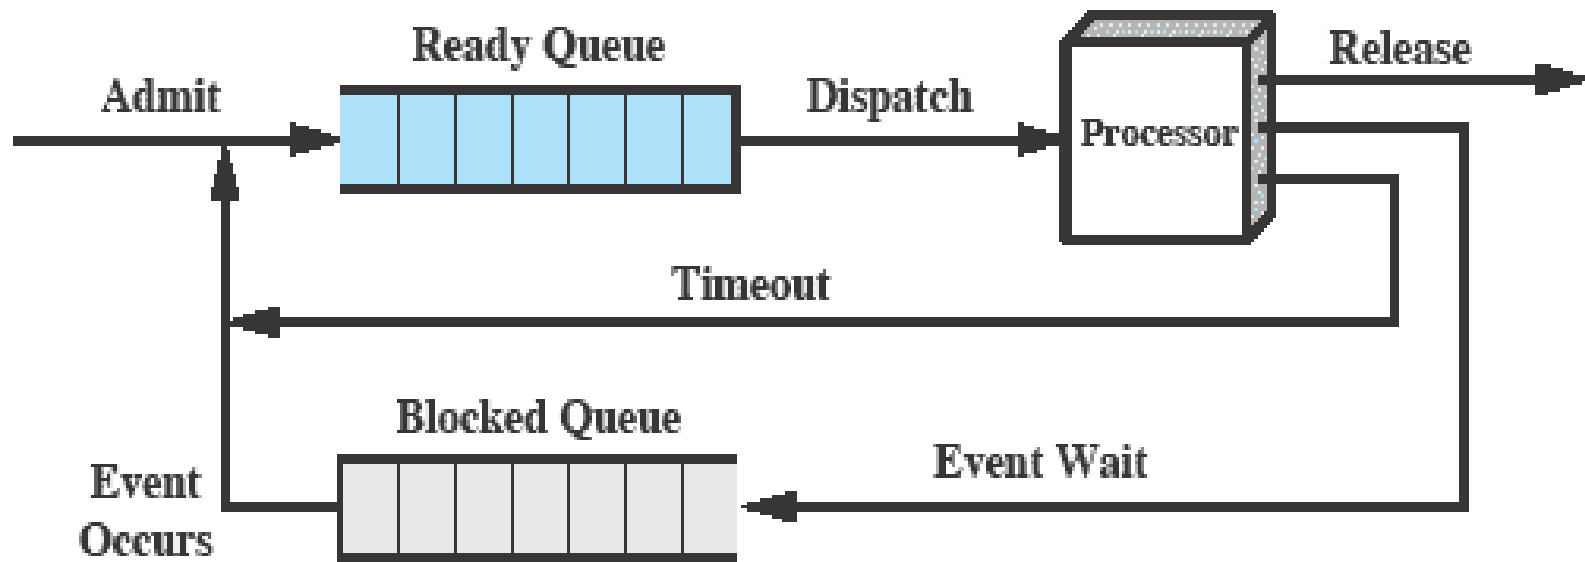 Ready Queue
Release
Admit
Dispatch
Processor
Timeout
Blocked Queue
Event Wait
Event
Occurs